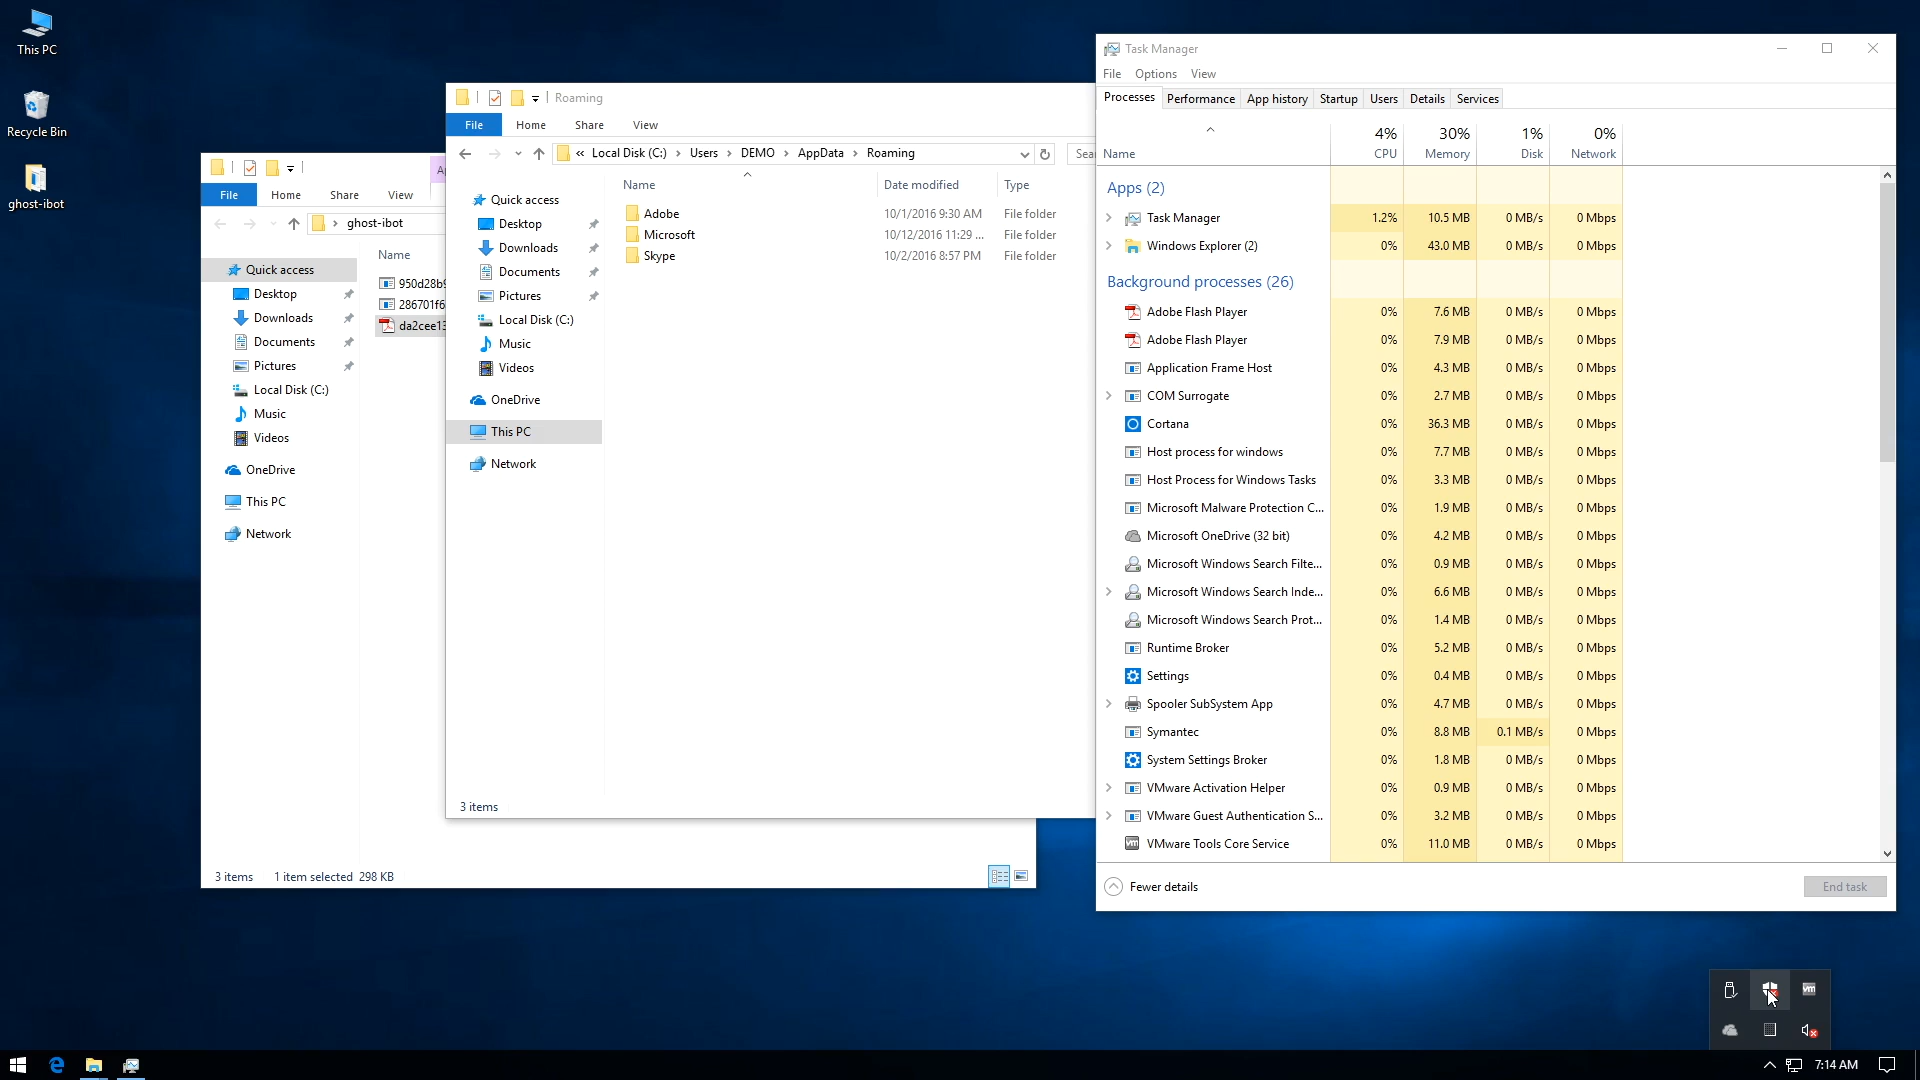 This PC
Recycle Bin
ghost-ibot
File
Home
Share
View
ghost-ibot
Name
Quick access
Desktop
Downloads
Documents
Pictures
Local Disk (C:)
Music
Videos
OneDrive
This PC
Network
3 items 1 item selected 298 KB
Roaming
File Home Share View
« Local Disk (C:) › Users › DEMO › AppData › Roaming
Name Date modified Type
Adobe 10/1/2016 9:30 AM File folder
Microsoft 10/12/2016 11:29 ... File folder
Skype 10/2/2016 8:57 PM File folder
Quick access
Desktop
Downloads
Documents
Pictures
Local Disk (C:)
Music
Videos
OneDrive
This PC
Network
3 items
Task Manager
File Options View
Processes Performance App history Startup Users Details Services
4% 30% 1% 0%
Name CPU Memory Disk Network
Apps (2)
Task Manager 1.2% 10.5 MB 0 MB/s 0 Mbps
Windows Explorer (2) 0% 43.0 MB 0 MB/s 0 Mbps
Background processes (26)
Adobe Flash Player 0% 7.6 MB 0 MB/s 0 Mbps
Adobe Flash Player 0% 7.9 MB 0 MB/s 0 Mbps
Application Frame Host 0% 4.3 MB 0 MB/s 0 Mbps
COM Surrogate 0% 2.7 MB 0 MB/s 0 Mbps
Cortana 0% 36.3 MB 0 MB/s 0 Mbps
Host process for windows 0% 7.7 MB 0 MB/s 0 Mbps
Host Process for Windows Tasks 0% 3.3 MB 0 MB/s 0 Mbps
Microsoft Malware Protection C... 0% 1.9 MB 0 MB/s 0 Mbps
Microsoft OneDrive (32 bit) 0% 4.2 MB 0 MB/s 0 Mbps
Microsoft Windows Search Filte... 0% 0.9 MB 0 MB/s 0 Mbps
Microsoft Windows Search Inde... 0% 6.6 MB 0 MB/s 0 Mbps
Microsoft Windows Search Prot... 0% 1.4 MB 0 MB/s 0 Mbps
Runtime Broker 0% 5.2 MB 0 MB/s 0 Mbps
Settings 0% 0.4 MB 0 MB/s 0 Mbps
Spooler SubSystem App 0% 4.7 MB 0 MB/s 0 Mbps
Symantec 0% 8.8 MB 0.1 MB/s 0 Mbps
System Settings Broker 0% 1.8 MB 0 MB/s 0 Mbps
VMware Activation Helper 0% 0.9 MB 0 MB/s 0 Mbps
VMware Guest Authentication S... 0% 3.2 MB 0 MB/s 0 Mbps
VMware Tools Core Service 0% 11.0 MB 0 MB/s 0 Mbps
Fewer details
End task
vm
7:14 AM